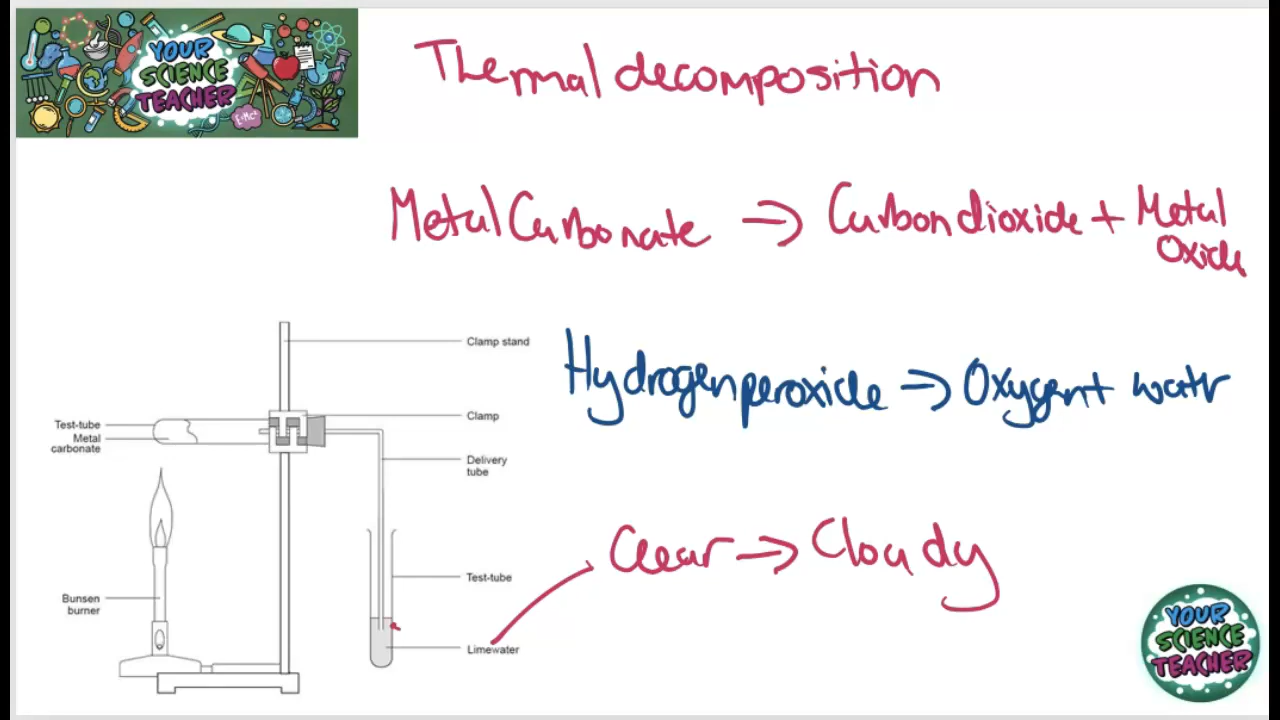 YOUR
SCIENCE
TEACHER
E=MC²
Thermal decomposition
Metal Carbonate → Carbon dioxide + Metal
Oxide
Hydrogen peroxide → Oxygen + water
Clamp stand
Clamp
Test-tube
Metal
carbonate
Delivery
tube
Clear → Cloudy
Test-tube
Bunsen
burner
Limewater
YOUR
SCIENCE
TEACHER